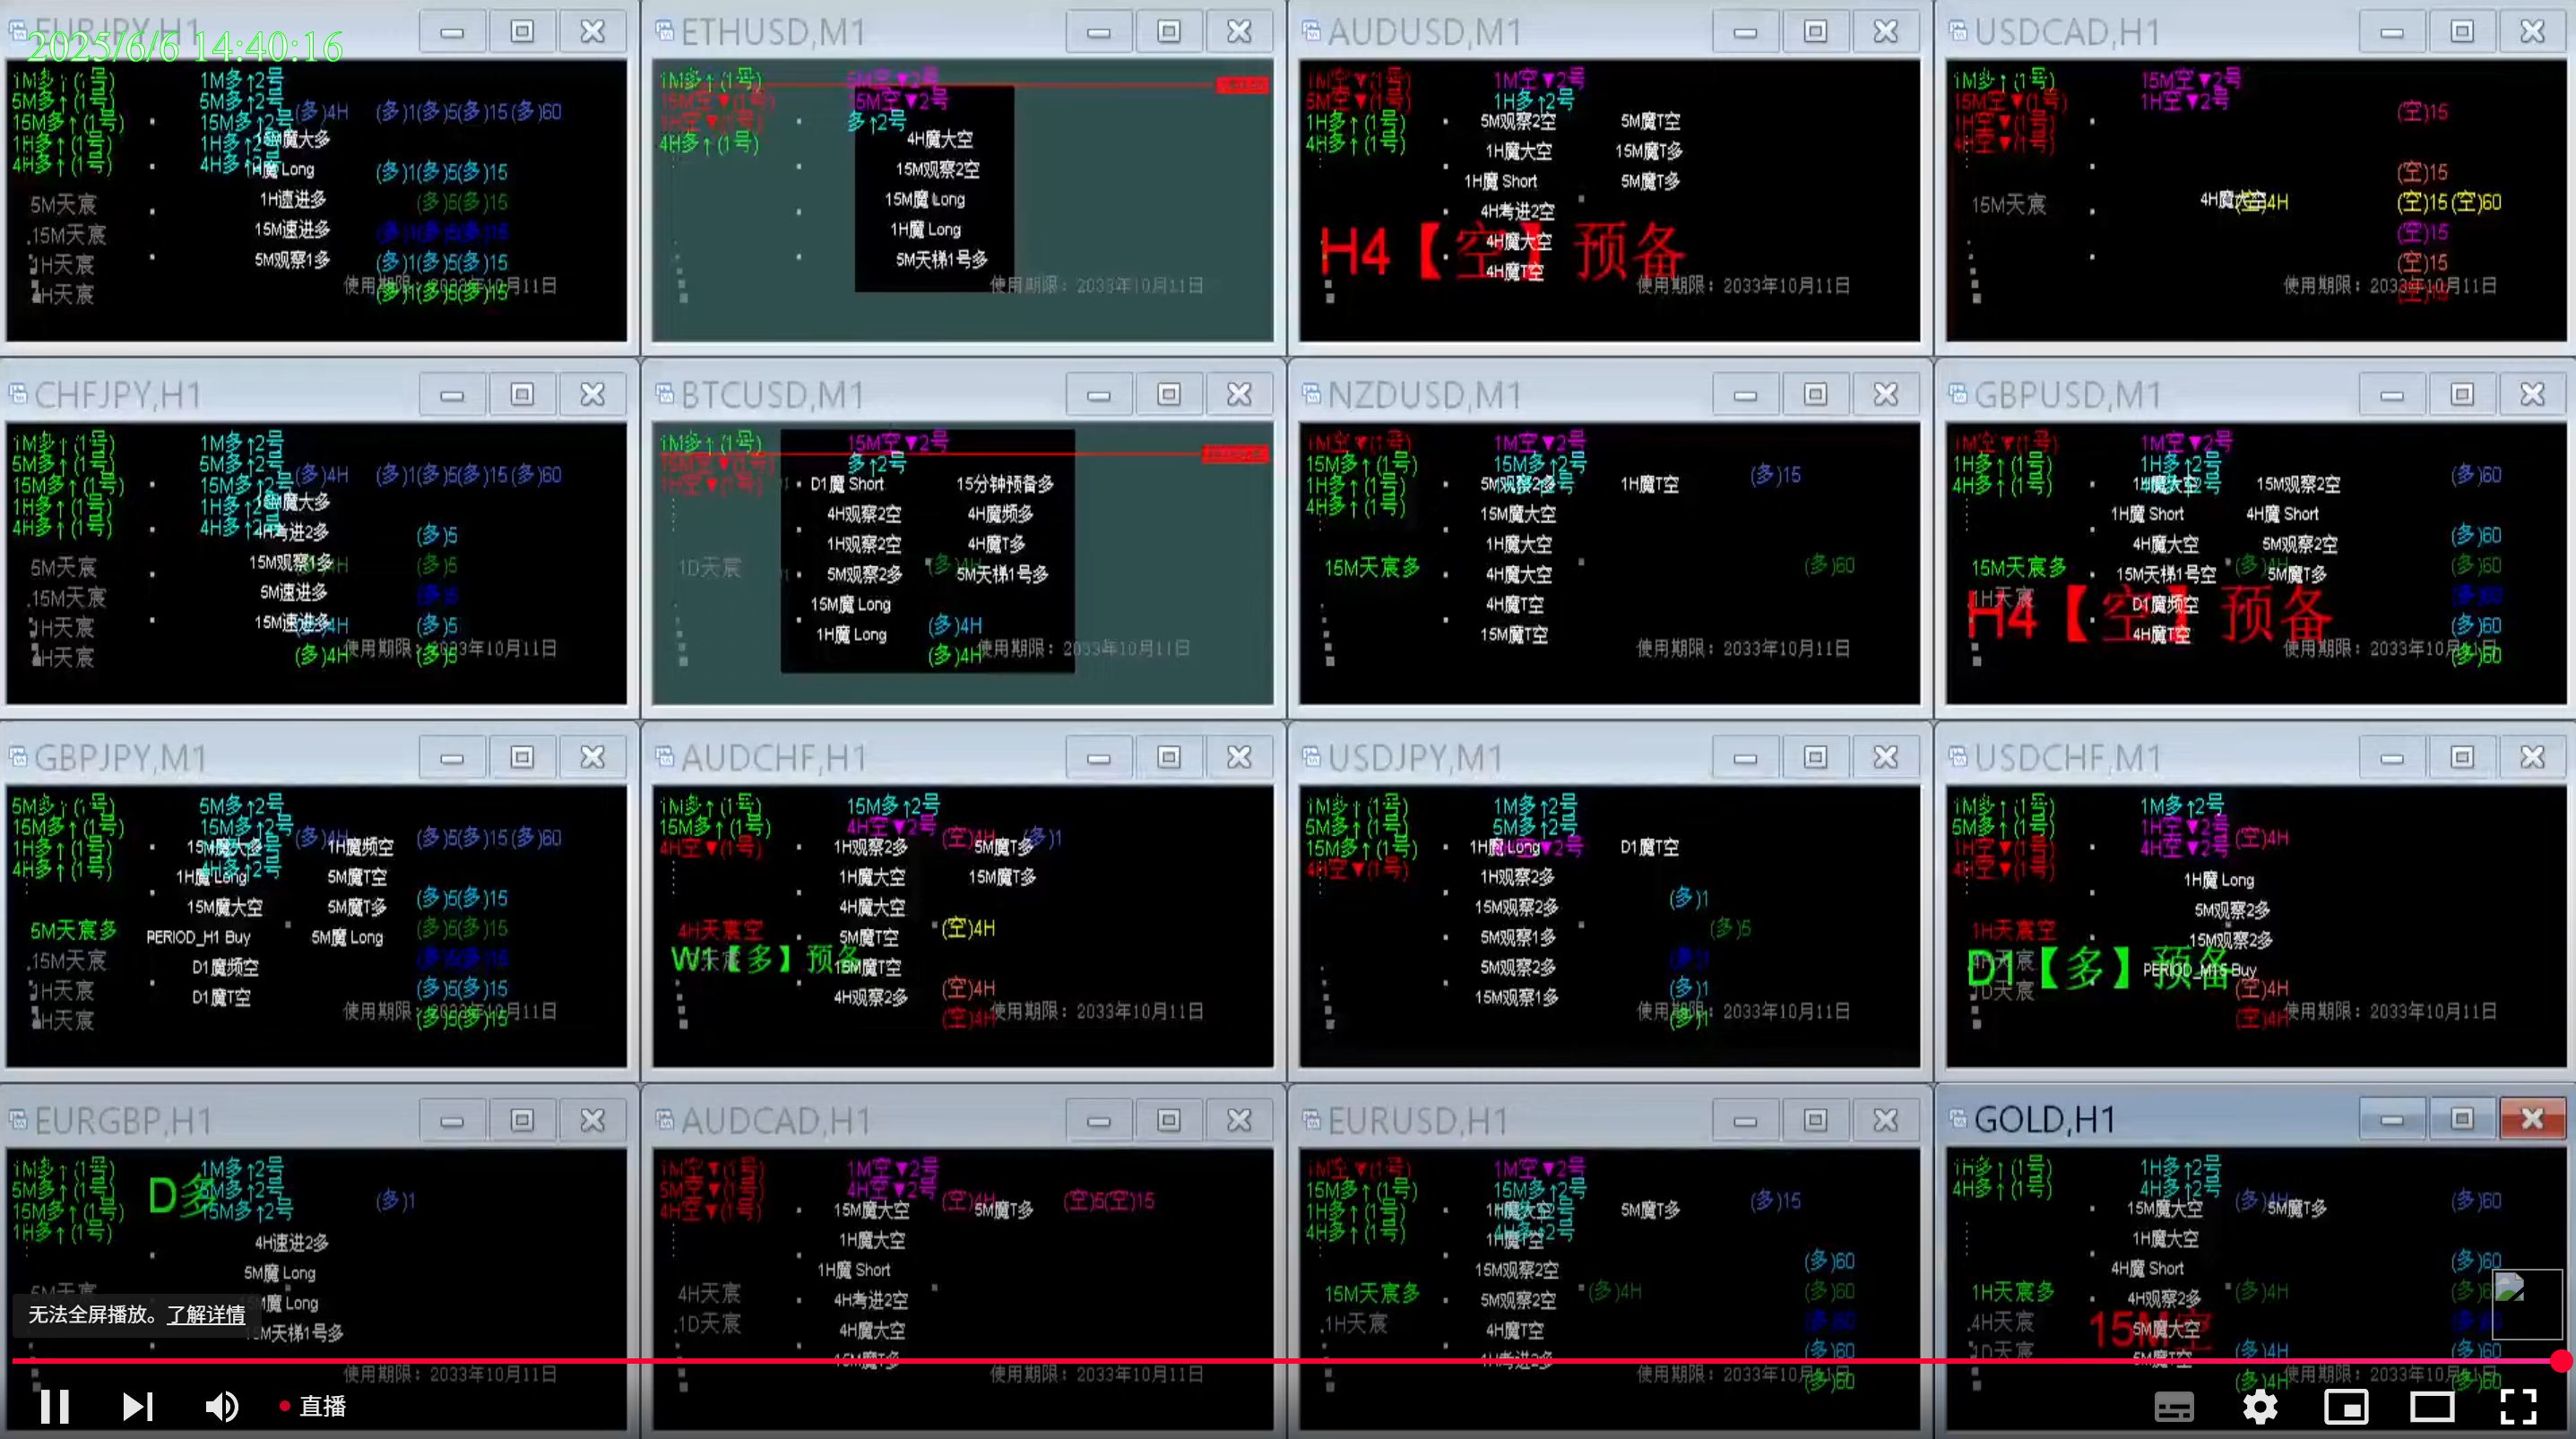 EURJPY,H1
2025/6/6 14:40:16
1M多↑(1号)
5M多↑(1号)
15M多↑(1号)
1H多↑(1号)
4H多↑(1号)
1M多↑2号
5M多↑2号
15M多↑2号
1H多↑2号
4H多↑2号
(多)4H
(多)1(多)5(多)15(多)60
1H速进多
15M速进多
5M观察1多
(多)1(多)5(多)15
(多)5(多)15
(多)1(多)5(多)15
(多)1(多)5(多)15
5M天宸
15M天宸
使用期限：2033年10月11日
ETHUSD,M1
1M多↑(1号)
15M空▼(1号)
1H空▼(1号)
4H多↑(1号)
5M空▼2号
15M空▼2号
多↑2号
4H魔大空
15M观察2空
15M魔 Long
1H魔 Long
5M天梯1号多
使用期限：2033年10月11日
AUDUSD,M1
1M空▼(1号)
5M空▼(1号)
1H多↑(1号)
4H多↑(1号)
1M空▼2号
1H多↑2号
5M观察2空
5M魔T空
1H魔大空
15M魔T多
1H魔 Short
5M魔T多
4H考进2空
4H魔大空
4H魔T空
H4【空】预备
使用期限：2033年10月11日
USDCAD,H1
1M多↑(1号)
15M空▼(1号)
1H空▼(1号)
4H空▼(1号)
15M空▼2号
1H空▼2号
(空)15
(空)15
15M天宸
(空)4H
(空)15(空)60
(空)15
(空)15
使用期限：2033年10月11日
CHFJPY,H1
1M多↑(1号)
5M多↑(1号)
15M多↑(1号)
1H多↑(1号)
4H多↑(1号)
1M多↑2号
5M多↑2号
15M多↑2号
1H多↑2号
4H多↑2号
(多)4H
(多)1(多)5(多)15(多)60
4H考进2多
15M观察1多
5M速进多
15M速进多
(多)5
(多)5
(多)5
(多)5
(多)4H
5M天宸
15M天宸
使用期限：2033年10月11日
BTCUSD,M1
1M多↑(1号)
15M空▼(1号)
1H空▼(1号)
15M空▼2号
多↑2号
D1魔 Short
15分钟预备多
4H观察2空
4H魔频多
1H观察2空
4H魔T多
5M观察2多
5M天梯1号多
15M魔 Long
1H魔 Long
1D天宸
(多)4H
(多)4H
使用期限：2033年10月11日
NZDUSD,M1
1M空▼(1号)
15M多↑(1号)
1H多↑(1号)
4H多↑(1号)
1M空▼2号
15M多↑2号
5M观察2多
1H魔T空
(多)15
15M魔大空
1H魔大空
4H魔大空
4H魔T空
15M魔T空
15M天宸多
(多)60
使用期限：2033年10月11日
GBPUSD,M1
1M空▼(1号)
1H多↑(1号)
4H多↑(1号)
1M空▼2号
1H多↑2号
15M观察2空
(多)60
1H魔 Short
4H魔 Short
4H魔大空
5M观察2空
(多)60
15M天梯1号空
5M魔T多
(多)60
D1魔频空
4H魔T空
(多)60
(多)60
15M天宸多
1H天宸
H4【空】预备
使用期限：2033年10月11日
GBPJPY,M1
5M多↑(1号)
15M多↑(1号)
1H多↑(1号)
4H多↑(1号)
5M多↑2号
15M多↑2号
(多)4H
(多)5(多)15(多)60
15M魔大多
1H魔频空
1H魔 Long
5M魔T空
15M魔大空
5M魔T多
PERIOD_H1 Buy
5M魔 Long
D1魔频空
D1魔T空
(多)5(多)15
(多)5(多)15
(多)5(多)15
(多)5(多)15
5M天宸多
15M天宸
使用期限：2033年10月11日
AUDCHF,H1
1M多↑(1号)
15M多↑(1号)
4H空▼(1号)
15M多↑2号
4H空▼2号
(空)4H
(多)1
1H观察2多
5M魔T多
1H魔大空
15M魔T多
4H魔大空
5M魔T空
15M魔T空
4H观察2多
(空)4H
(空)4H
(空)4H
4H天宸空
W1【多】预备
使用期限：2033年10月11日
USDJPY,M1
1M多↑(1号)
5M多↑(1号)
15M多↑(1号)
4H空▼(1号)
1M多↑2号
5M多↑2号
1H魔 Long
D1魔T空
1H观察2多
15M观察2多
5M观察1多
5M观察2多
15M观察1多
(多)1
(多)5
(多)1
(多)1
(多)1
使用期限：2033年10月11日
USDCHF,M1
1M多↑(1号)
5M多↑(1号)
1H空▼(1号)
4H空▼(1号)
1M多↑2号
1H空▼2号
4H空▼2号
(空)4H
1H魔 Long
5M观察2多
15M观察2多
PERIOD_M15 Buy
1H天宸空
D1【多】预备
(空)4H
(空)4H
使用期限：2033年10月11日
EURGBP,H1
1M多↑(1号)
5M多↑(1号)
15M多↑(1号)
1H多↑(1号)
D多
1M多↑2号
5M多↑2号
15M多↑2号
(多)1
4H速进2多
5M魔 Long
无法全屏播放。了解详情
使用期限：2033年10月11日
AUDCAD,H1
1M空▼(1号)
5M空▼(1号)
4H空▼(1号)
1M空▼2号
4H空▼2号
(空)4H
(空)5(空)15
15M魔大空
5M魔T多
1H魔大空
1H魔 Short
4H考进2空
4H魔大空
4H天宸
1D天宸
使用期限：2033年10月11日
EURUSD,H1
1M空▼(1号)
15M多↑(1号)
1H多↑(1号)
4H多↑(1号)
1M空▼2号
15M多↑2号
5M魔T多
(多)15
1H魔T空
15M观察2空
5M观察2空
4H魔T空
15M天宸多
1H天宸
(多)4H
(多)60
(多)60
(多)60
(多)60
使用期限：2033年10月11日
GOLD,H1
1H多↑(1号)
4H多↑(1号)
1H多↑2号
4H多↑2号
(多)4H
(多)60
15M魔大空
5M魔T多
1H魔大空
4H魔 Short
(多)60
4H观察2多
(多)4H
5M魔大空
15M空
1H天宸多
4H天宸
1D天宸
(多)4H
(多)60
(多)4H
(多)60
使用期限：2033年10月11日
直播